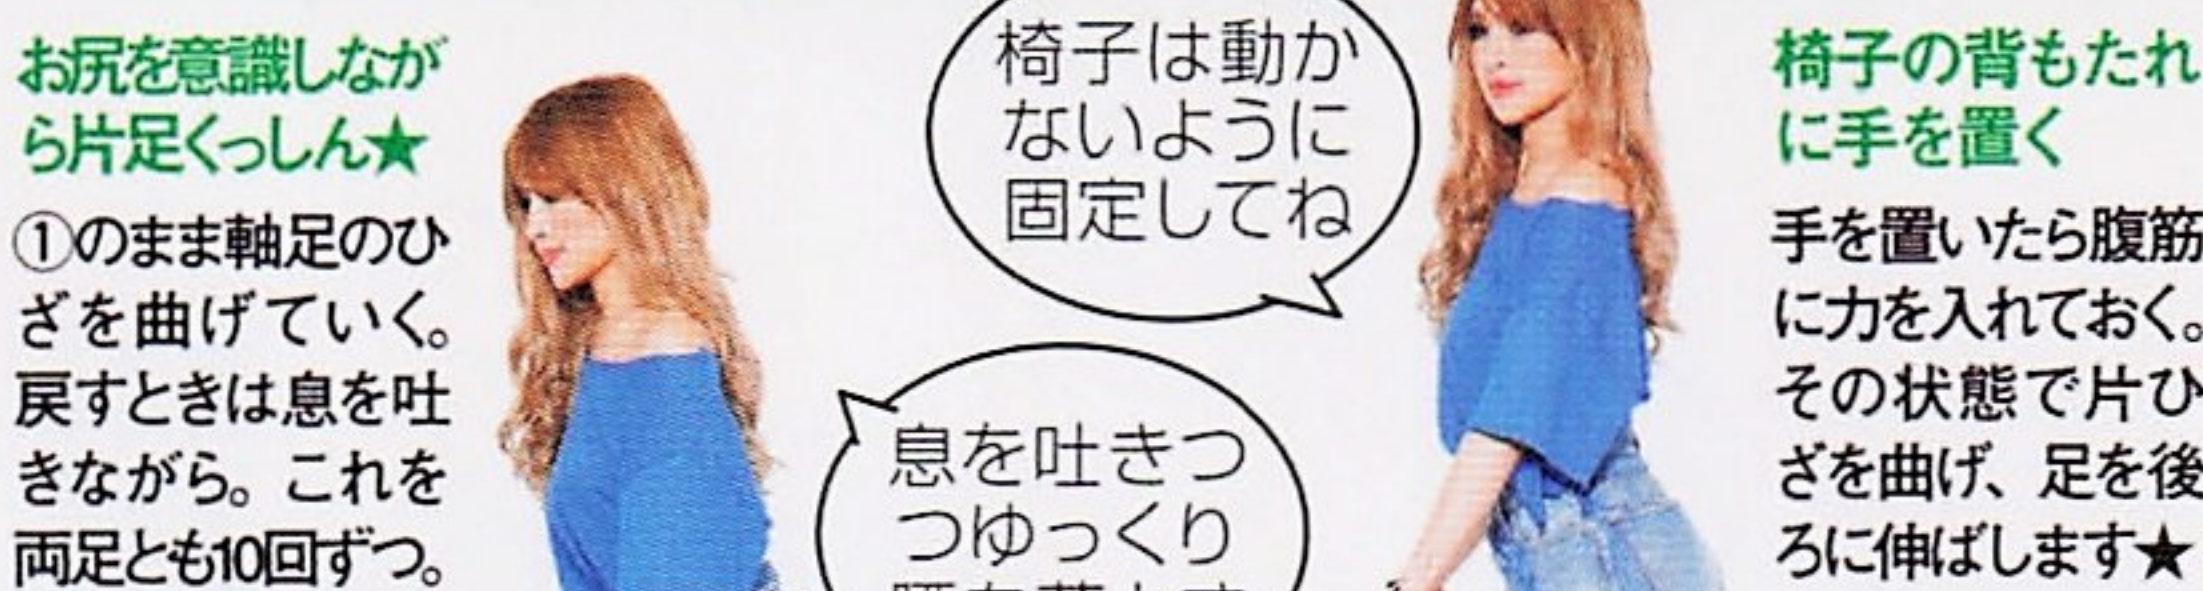 お尻を意識しなが
ら片足くっしん★
①のまま軸足のひ
ざを曲げていく。
戻すときは息を吐
きながら。これを
両足とも10回ずつ。
椅子は動か
ないように
固定してね
息を吐きつ
つゆっくり
椅子の背もたれ
に手を置く
手を置いたら腹筋
に力を入れておく。
その状態で片ひ
ざを曲げ、足を後
ろに伸ばします★